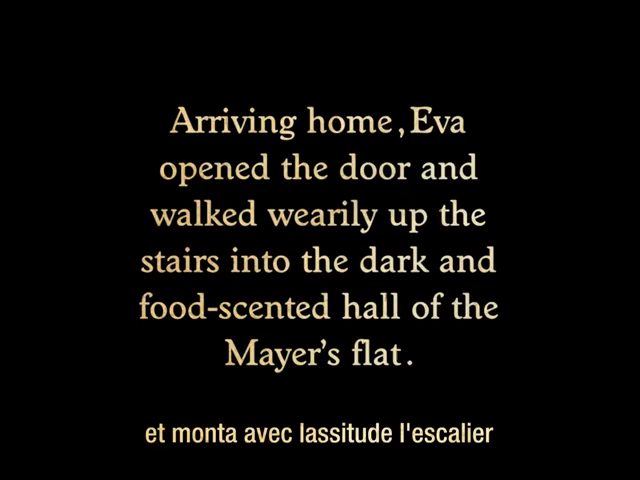 Arriving home, Eva
opened the door and
walked wearily up the
stairs into the dark and
food-scented hall of the
Mayer's flat.
et monta avec lassitude l'escalier